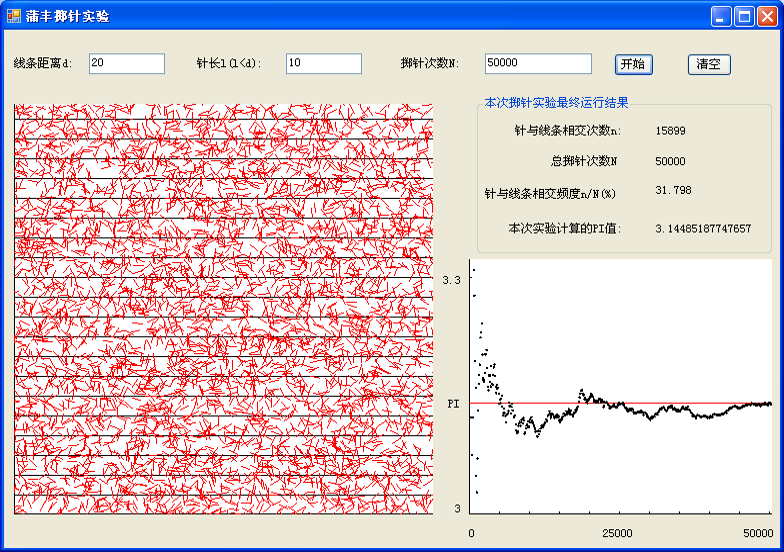 蒲丰掷针实验
线条距离d: 20 针长l(l<d): 10 掷针次数N: 50000 开始 清空
本次掷针实验最终运行结果
针与线条相交次数n: 15899
总掷针次数N 50000
针与线条相交频度n/N(%) 31.798
本次实验计算的PI值: 3.14485187747657
3.3
PI
3
0 25000 50000